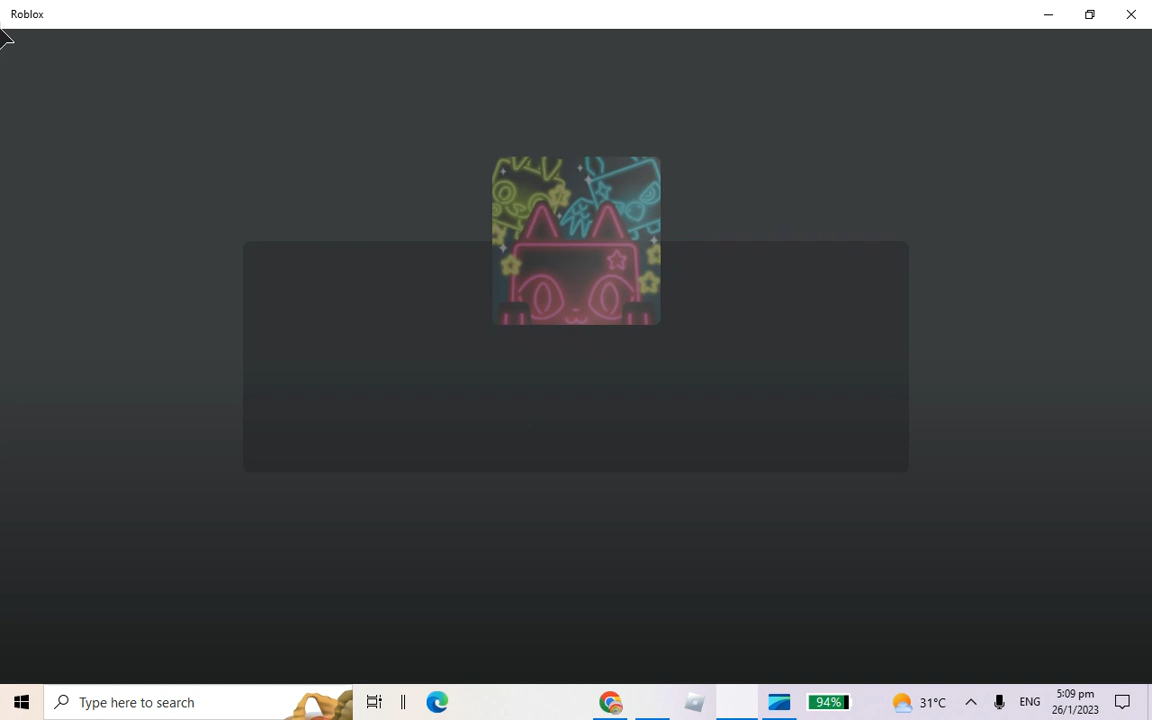 Roblox
Type here to search
94%
31°C
ENG
5:09 pm
26/1/2023